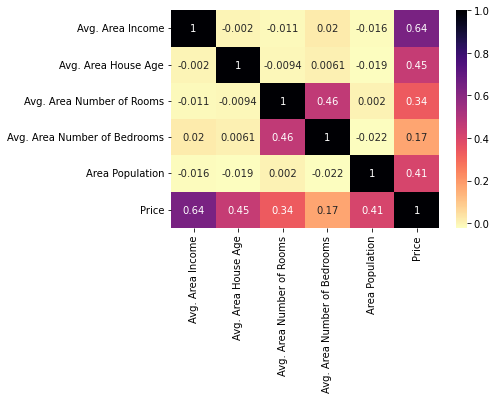 Avg. Area Income 1 -0.002 -0.011 0.02 -0.016 0.64
Avg. Area House Age -0.002 1 -0.0094 0.0061 -0.019 0.45
Avg. Area Number of Rooms -0.011 -0.0094 1 0.46 0.002 0.34
Avg. Area Number of Bedrooms 0.02 0.0061 0.46 1 -0.022 0.17
Area Population -0.016 -0.019 0.002 -0.022 1 0.41
Price 0.64 0.45 0.34 0.17 0.41 1
Avg. Area Income
Avg. Area House Age
Avg. Area Number of Rooms
Avg. Area Number of Bedrooms
Area Population
Price
1.0
0.8
0.6
0.4
0.2
0.0